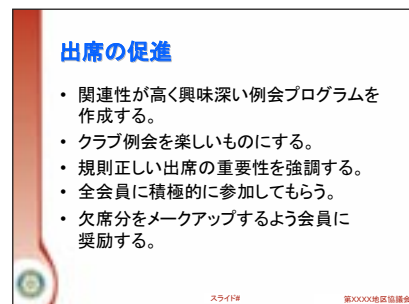 出席の促進
• 関連性が高く興味深い例会プログラムを
作成する。
• クラブ例会を楽しいものにする。
• 規則正しい出席の重要性を強調する。
• 全会員に積極的に参加してもらう。
• 欠席分をメークアップするよう会員に
奨励する。
スライド#
第XXXX地区協議会